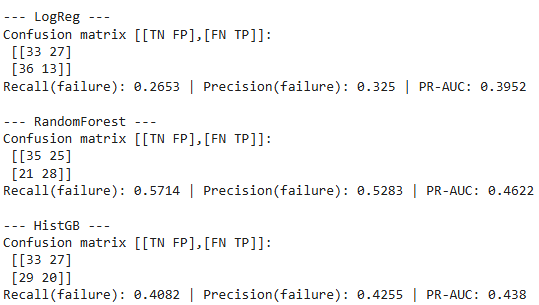 --- LogReg ---
Confusion matrix [[TN FP],[FN TP]]:
[[33 27]
[36 13]]
Recall(failure): 0.2653 | Precision(failure): 0.325 | PR-AUC: 0.3952
--- RandomForest ---
Confusion matrix [[TN FP],[FN TP]]:
[[35 25]
[21 28]]
Recall(failure): 0.5714 | Precision(failure): 0.5283 | PR-AUC: 0.4622
--- HistGB ---
Confusion matrix [[TN FP],[FN TP]]:
[[33 27]
[29 20]]
Recall(failure): 0.4082 | Precision(failure): 0.4255 | PR-AUC: 0.438